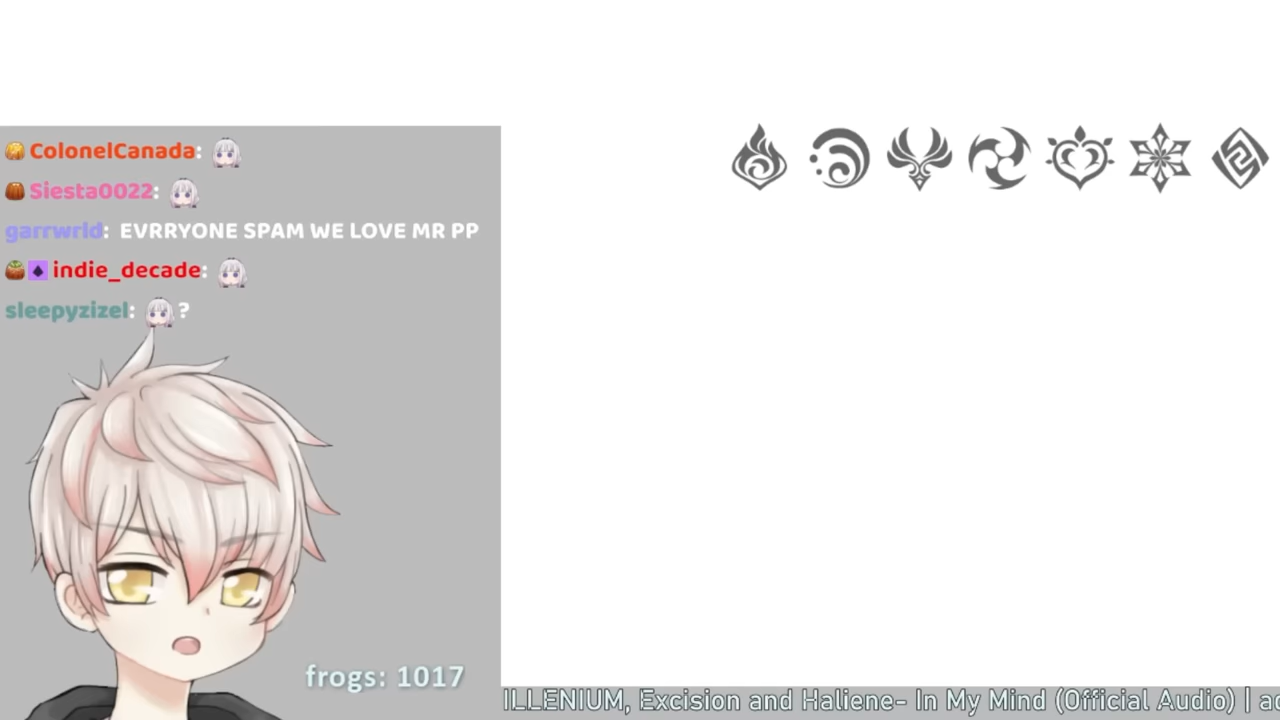 ColonelCanada:
Siesta0022:
garrwrld: EVRRYONE SPAM WE LOVE MR PP
indie_decade:
sleepyzizel: ?
frogs: 1017
ILLENIUM, Excision and Haliene- In My Mind (Official Audio) |